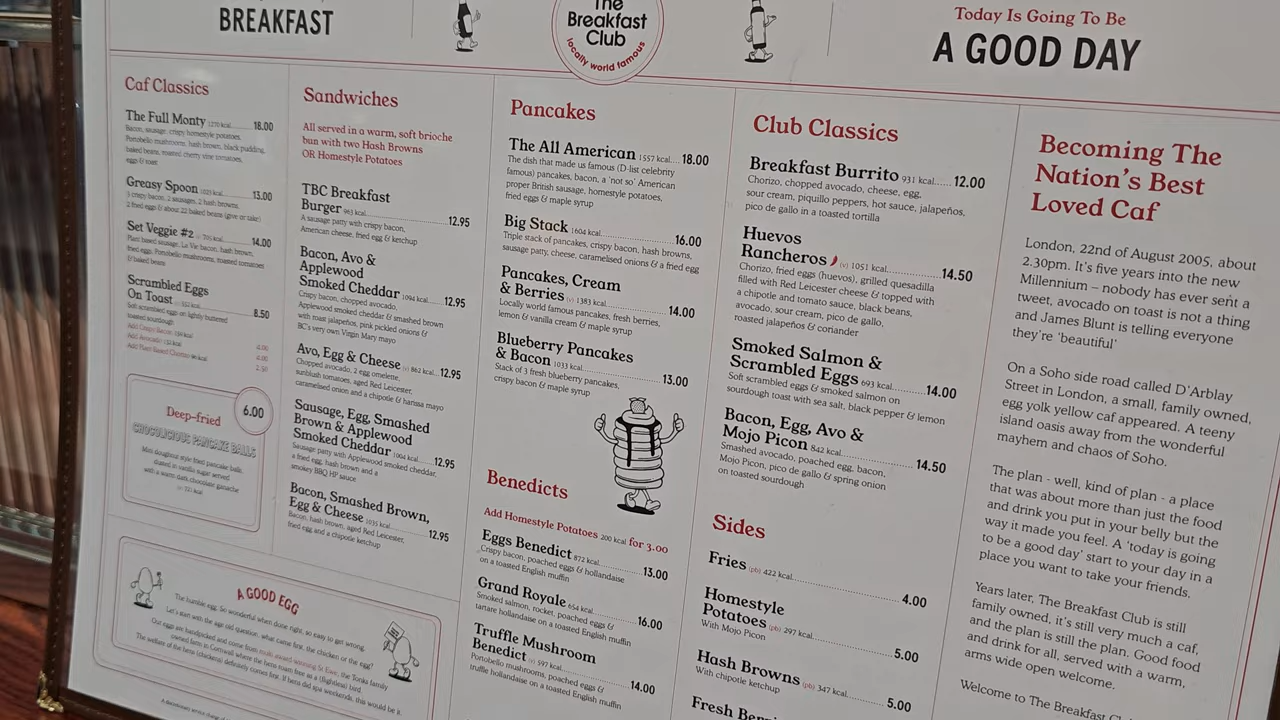 BREAKFAST
The
Breakfast
Club
locally world famous
Today Is Going To Be
A GOOD DAY
Caf Classics
The Full Monty 1270 kcal 18.00
Bacon, sausage, crispy homestyle potatoes,
Portobello mushrooms, hash brown, black pudding,
baked beans, roasted cherry vine tomatoes,
eggs & toast
Greasy Spoon 13.00
3 crispy bacon, 2 sausages, 2 hash browns,
2 fried eggs & about 22 baked beans (give or take)
Set Veggie #2 14.00
Plant based sausage, La Vie bacon, hash brown,
fried eggs, Portobello mushrooms, roasted tomatoes
& baked beans
Scrambled Eggs
On Toast 8.50
Soft scrambled eggs on lightly buttered
toasted sourdough
Add Crispy Bacon 4.00
Add Avocado 4.00
Add Plant Based Chorizo 2.50
6.00
Deep-fried
CHOCOLICIOUS PANCAKE BALLS
Mini doughnut style fried pancake balls,
dusted in vanilla sugar served
with a warm dark chocolate ganache
A GOOD EGG
The humble egg. So wonderful when done right, so easy to get wrong.
Let's start with the age old question, what came first, the chicken or the egg?
Our eggs are handpicked and come from multi award winning St Ewe, the Tonks family
owned farm in Cornwall where the hens roam free as a (flightless) bird.
The welfare of the hens (chickens) definitely comes first. If hens did spa weekends, this would be it.
Sandwiches
All served in a warm, soft brioche
bun with two Hash Browns
OR Homestyle Potatoes
TBC Breakfast
Burger 983 kcal 12.95
A sausage patty with crispy bacon,
American cheese, fried egg & ketchup
Bacon, Avo &
Applewood
Smoked Cheddar 1094 kcal 12.95
Crispy bacon, chopped avocado,
Applewood smoked cheddar & smashed brown
with roast jalapeños, pink pickled onions &
BC's very own Virgin Mary mayo
Avo, Egg & Cheese (v) 862 kcal 12.95
Chopped avocado, 2 egg omelette,
sunblush tomatoes, aged Red Leicester,
caramelised onion and a chipotle & harissa mayo
Sausage, Egg, Smashed
Brown & Applewood
Smoked Cheddar 1004 kcal 12.95
Sausage patty with Applewood smoked cheddar,
a fried egg, hash brown and a
smokey BBQ HP sauce
Bacon, Smashed Brown,
Egg & Cheese 1035 kcal 12.95
Bacon, hash brown, aged Red Leicester,
fried egg and a chipotle ketchup
Pancakes
The All American 1557 kcal 18.00
The dish that made us famous (D-list celebrity
famous) pancakes, bacon, a 'not so' American
proper British sausage, homestyle potatoes,
fried eggs & maple syrup
Big Stack 1604 kcal 16.00
Triple stack of pancakes, crispy bacon, hash browns,
sausage patty, cheese, caramelised onions & a fried egg
Pancakes, Cream
& Berries (v) 1383 kcal 14.00
Locally world famous pancakes, fresh berries,
lemon & vanilla cream & maple syrup
Blueberry Pancakes
& Bacon 1033 kcal 13.00
Stack of 3 fresh blueberry pancakes,
crispy bacon & maple syrup
Benedicts
Add Homestyle Potatoes 200 kcal for 3.00
Eggs Benedict 872 kcal 13.00
Crispy bacon, poached eggs & hollandaise
on a toasted English muffin
Grand Royale 654 kcal 16.00
Smoked salmon, rocket, poached eggs &
tartare hollandaise on a toasted English muffin
Truffle Mushroom
Benedict (v) 597 kcal 14.00
Portobello mushrooms, poached eggs &
truffle hollandaise on a toasted English muffin
Club Classics
Breakfast Burrito 931 kcal 12.00
Chorizo, chopped avocado, cheese, egg,
sour cream, piquillo peppers, hot sauce, jalapeños,
pico de gallo in a toasted tortilla
Huevos
Rancheros (v) 1051 kcal 14.50
Chorizo, fried eggs (huevos), grilled quesadilla
filled with Red Leicester cheese & topped with
a chipotle and tomato sauce, black beans,
avocado, sour cream, pico de gallo,
roasted jalapeños & coriander
Smoked Salmon &
Scrambled Eggs 693 kcal 14.00
Soft scrambled eggs & smoked salmon on
sourdough toast with sea salt, black pepper & lemon
Bacon, Egg, Avo &
Mojo Picon 842 kcal 14.50
Smashed avocado, poached egg, bacon,
Mojo Picon, pico de gallo & spring onion
on toasted sourdough
Sides
Fries (pb) 422 kcal 4.00
Homestyle
Potatoes (pb) 297 kcal 5.00
With Mojo Picon
Hash Browns (pb) 347 kcal 5.00
With chipotle ketchup
Fresh
Becoming The
Nation's Best
Loved Caf
London, 22nd of August 2005, about
2.30pm. It's five years into the new
Millennium – nobody has ever sent a
tweet, avocado on toast is not a thing
and James Blunt is telling everyone
they're 'beautiful'
On a Soho side road called D'Arblay
Street in London, a small, family owned,
egg yolk yellow caf appeared. A teeny
island oasis away from the wonderful
mayhem and chaos of Soho.
The plan - well, kind of plan - a place
that was about more than just the food
and drink you put in your belly but the
way it made you feel. A 'today is going
to be a good day' start to your day in a
place you want to take your friends.
Years later, The Breakfast Club is still
family owned, it's still very much a caf,
and the plan is still the plan. Good food
and drink for all, served with a warm,
arms wide open welcome.
Welcome to The Breakfast